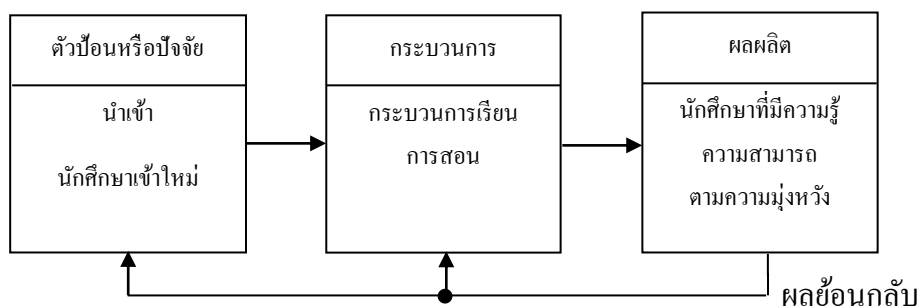 ตัวป้อนหรือปัจจัย
นำเข้า
นักศึกษาเข้าใหม่
กระบวนการ
กระบวนการเรียน
การสอน
ผลผลิต
นักศึกษาที่มีความรู้
ความสามารถ
ตามความมุ่งหวัง
ผลย้อนกลับ